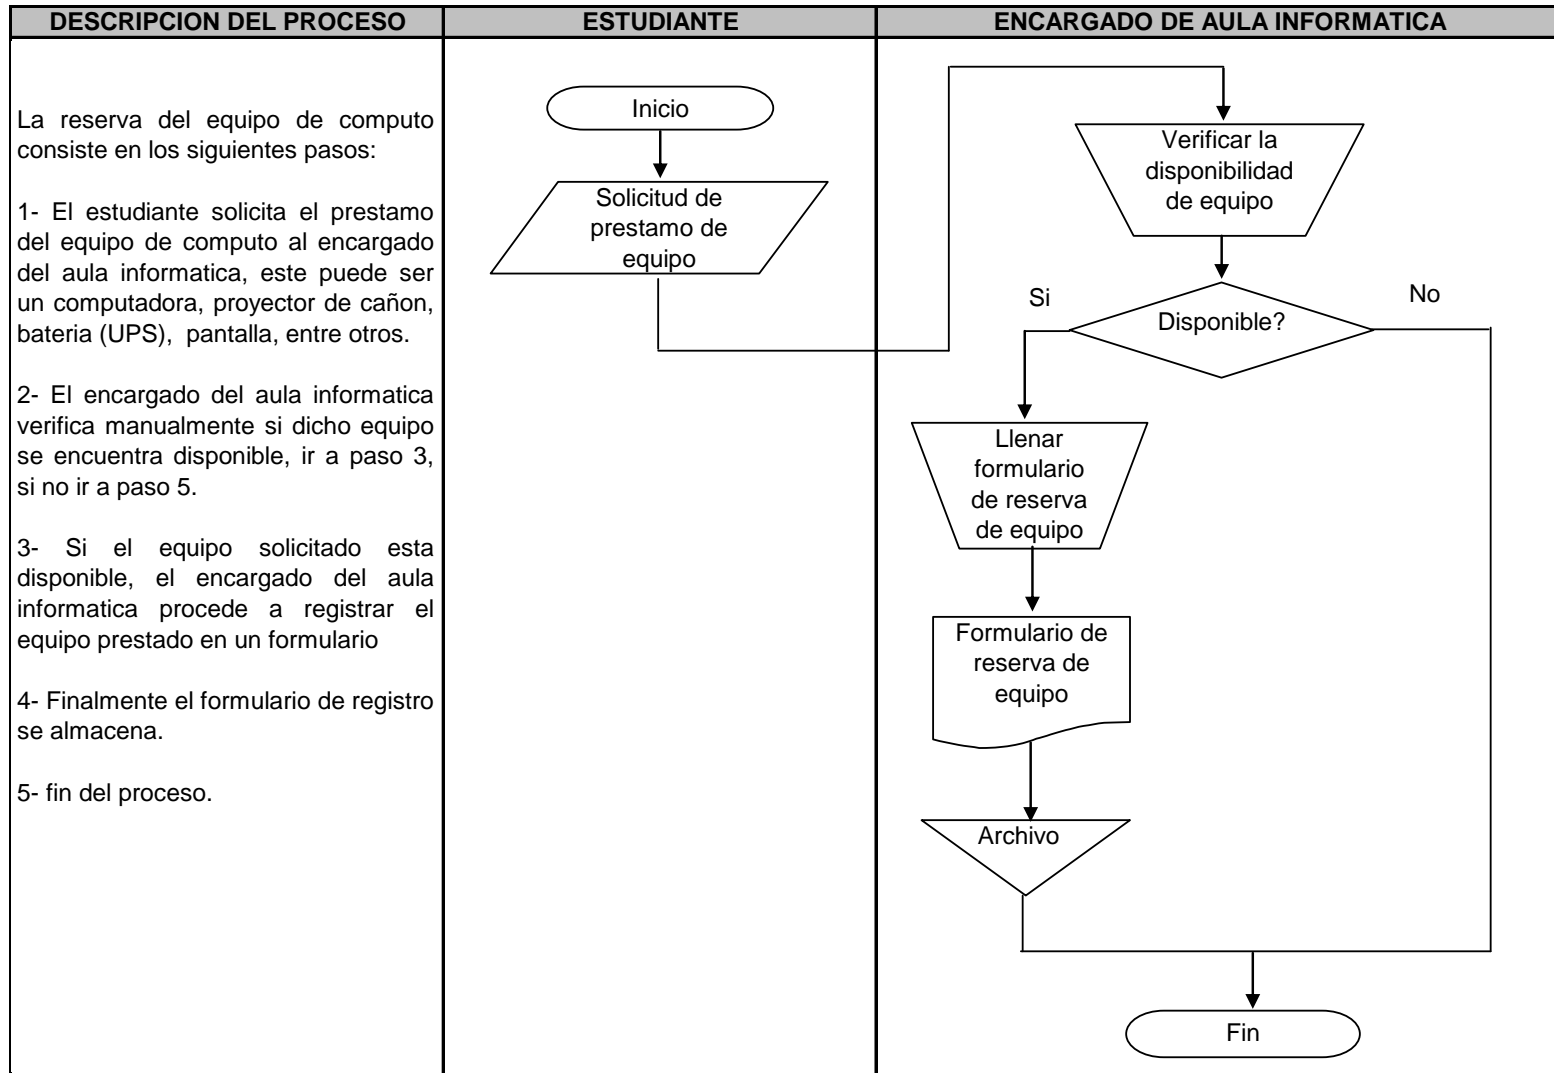 DESCRIPCION DEL PROCESO
ESTUDIANTE
ENCARGADO DE AULA INFORMATICA
La reserva del equipo de computo
consiste en los siguientes pasos:
1- El estudiante solicita el prestamo
del equipo de computo al encargado
del aula informatica, este puede ser
un computadora, proyector de cañon,
bateria (UPS), pantalla, entre otros.
2- El encargado del aula informatica
verifica manualmente si dicho equipo
se encuentra disponible, ir a paso 3,
si no ir a paso 5.
3- Si el equipo solicitado esta
disponible, el encargado del aula
informatica procede a registrar el
equipo prestado en un formulario
4- Finalmente el formulario de registro
se almacena.
5- fin del proceso.
Inicio
Solicitud de
prestamo de
equipo
Verificar la
disponibilidad
de equipo
Si
Disponible?
No
Llenar
formulario
de reserva
de equipo
Formulario de
reserva de
equipo
Archivo
Fin